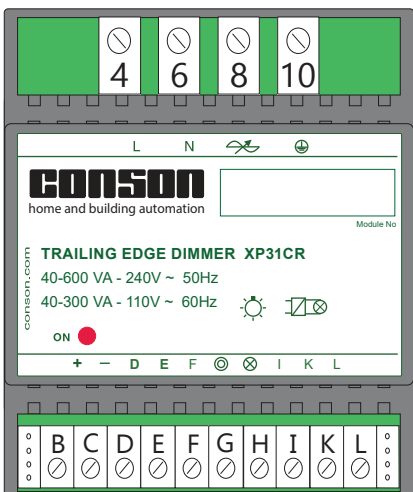 4 6 8 10
L N
CONSON
home and building automation
Module No
conson.com
TRAILING EDGE DIMMER XP31CR
40-600 VA - 240V ~ 50Hz
40-300 VA - 110V ~ 60Hz
ON
+ − D E F I K L
B C D E F G H I K L